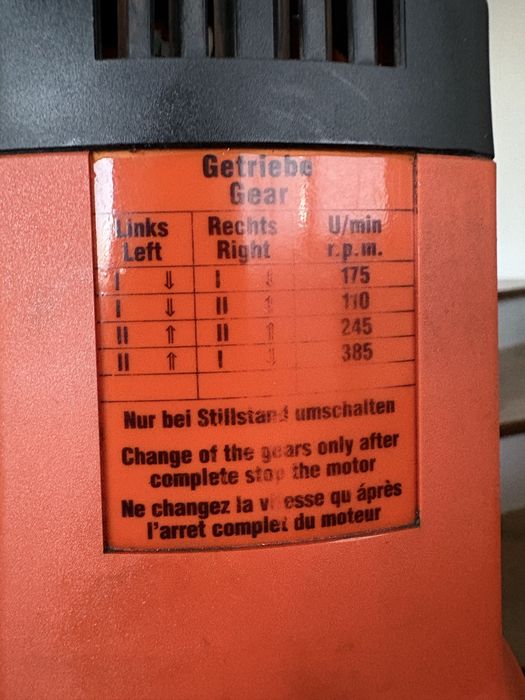 Getriebe
Gear
Links Rechts U/min
Left Right r.p.m.
I ⇓ I ⇓ 175
I ⇓ II ⇑ 110
II ⇑ II ⇑ 245
II ⇑ I ⇓ 385
Nur bei Stillstand umschalten
Change of the gears only after
complete stop the motor
Ne changez la vitesse qu áprès
l'arret complet du moteur